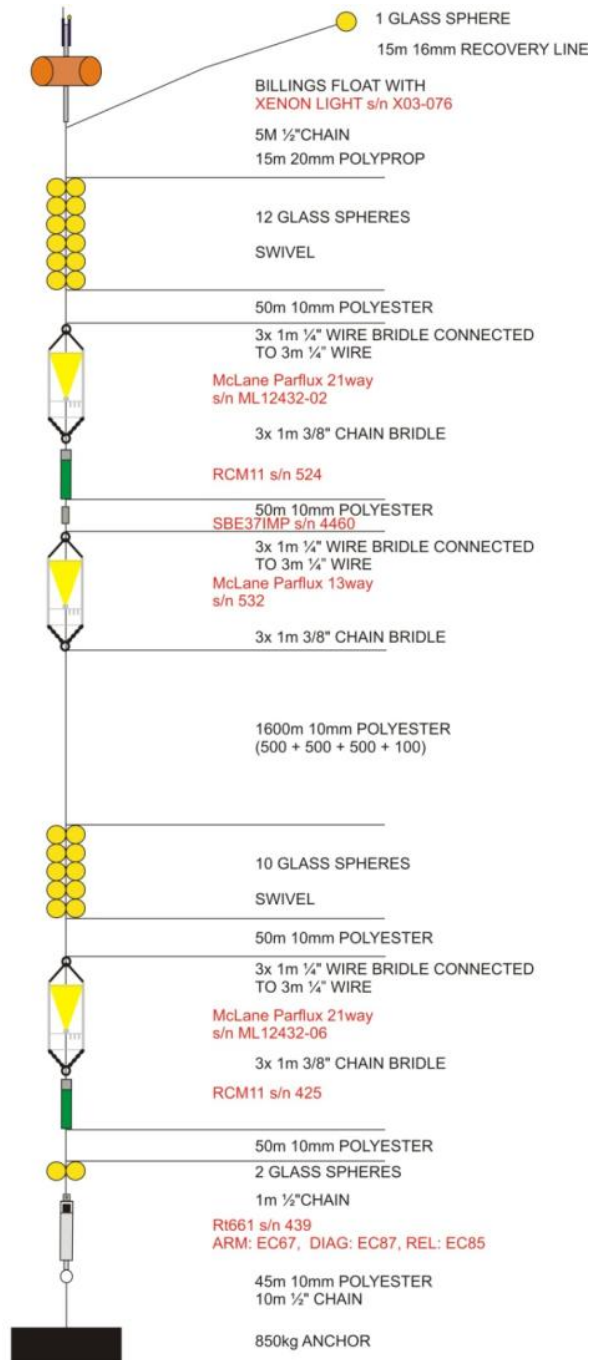 1 GLASS SPHERE
15m 16mm RECOVERY LINE
BILLINGS FLOAT WITH
XENON LIGHT s/n X03-076
5M ½"CHAIN
15m 20mm POLYPROP
12 GLASS SPHERES
SWIVEL
50m 10mm POLYESTER
3x 1m ¼" WIRE BRIDLE CONNECTED
TO 3m ¼" WIRE
McLane Parflux 21way
s/n ML12432-02
3x 1m 3/8" CHAIN BRIDLE
RCM11 s/n 524
50m 10mm POLYESTER
SBE37IMP s/n 4460
3x 1m ¼" WIRE BRIDLE CONNECTED
TO 3m ¼" WIRE
McLane Parflux 13way
s/n 532
3x 1m 3/8" CHAIN BRIDLE
1600m 10mm POLYESTER
(500 + 500 + 500 + 100)
10 GLASS SPHERES
SWIVEL
50m 10mm POLYESTER
3x 1m ¼" WIRE BRIDLE CONNECTED
TO 3m ¼" WIRE
McLane Parflux 21way
s/n ML12432-06
3x 1m 3/8" CHAIN BRIDLE
RCM11 s/n 425
50m 10mm POLYESTER
2 GLASS SPHERES
1m ½"CHAIN
Rt661 s/n 439
ARM: EC67, DIAG: EC87, REL: EC85
45m 10mm POLYESTER
10m ½" CHAIN
850kg ANCHOR